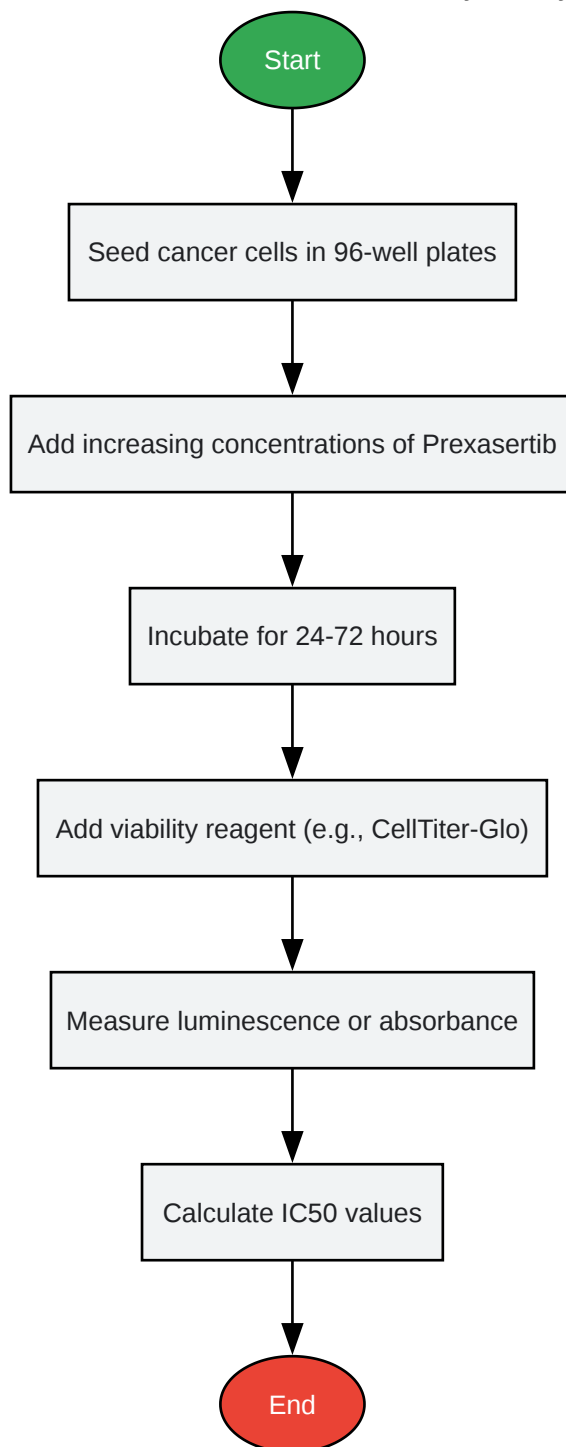 Start
Seed cancer cells in 96-well plates
Add increasing concentrations of Prexasertib
Incubate for 24-72 hours
Add viability reagent (e.g., CellTiter-Glo)
Measure luminescence or absorbance
Calculate IC50 values
End